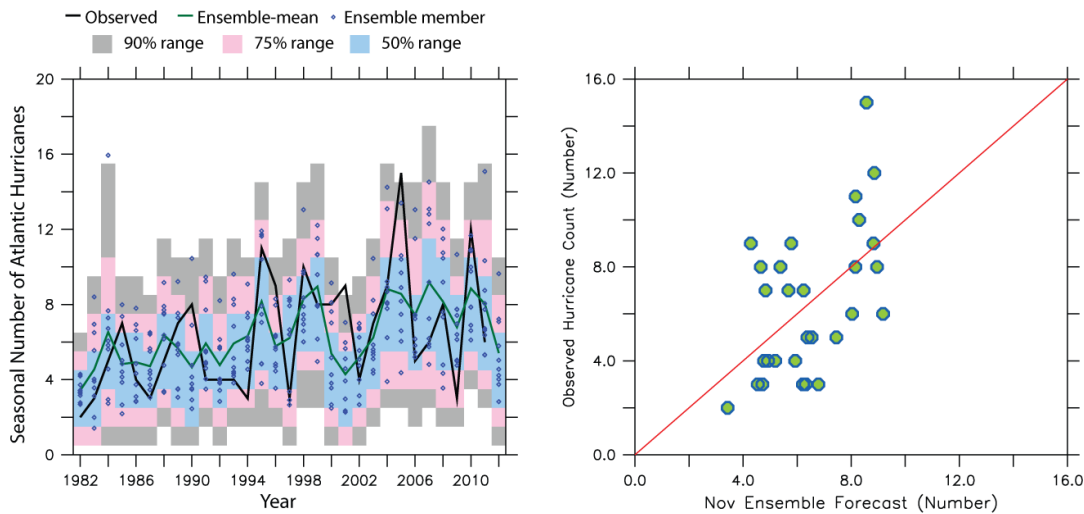 Observed Ensemble-mean Ensemble member
90% range 75% range 50% range
Seasonal Number of Atlantic Hurricanes
20
16
12
8
4
0
1982 1986 1990 1994 1998 2002 2006 2010
Year
Observed Hurricane Count (Number)
16.0
12.0
8.0
4.0
0.0
0.0 4.0 8.0 12.0 16.0
Nov Ensemble Forecast (Number)